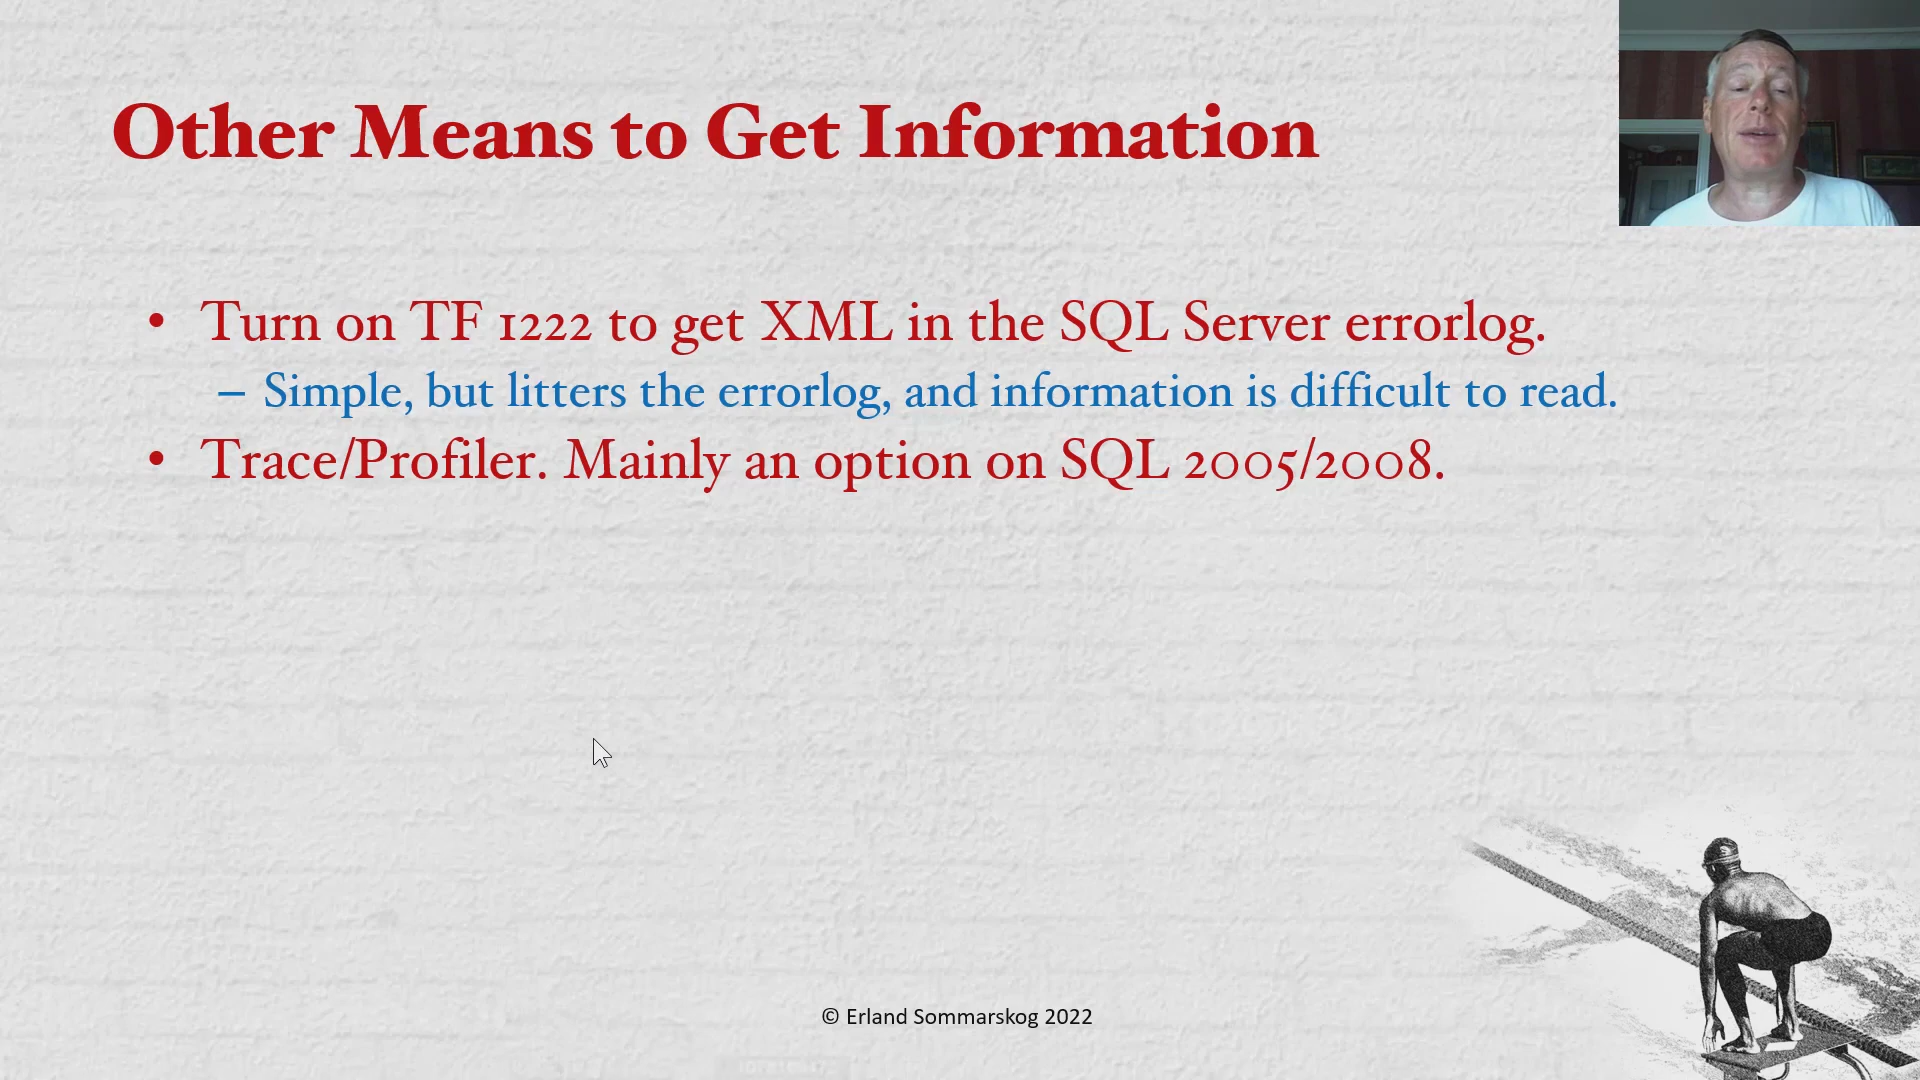 Other Means to Get Information
• Turn on TF 1222 to get XML in the SQL Server errorlog.
– Simple, but litters the errorlog, and information is difficult to read.
• Trace/Profiler. Mainly an option on SQL 2005/2008.
© Erland Sommarskog 2022